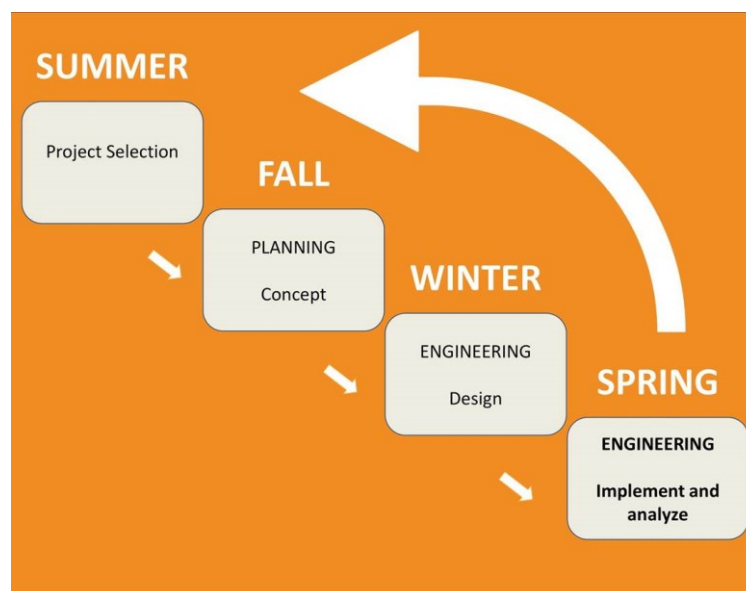 SUMMER
Project Selection
FALL
PLANNING
Concept
WINTER
ENGINEERING
Design
SPRING
ENGINEERING
Implement and
analyze